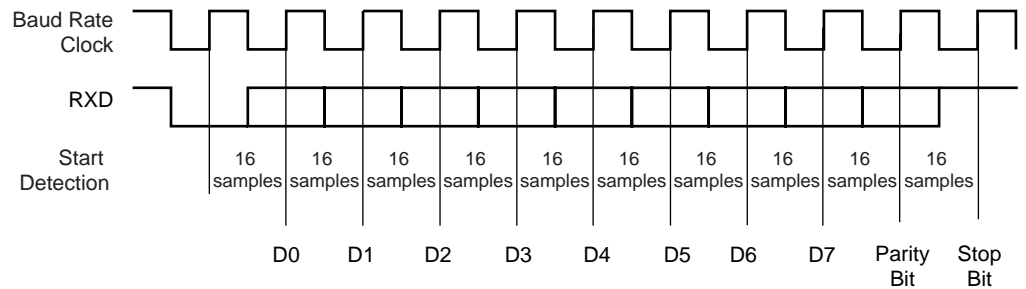 Baud Rate
Clock
RXD
Start
Detection
16 16 16 16 16 16 16 16 16 16
samples samples samples samples samples samples samples samples samples samples
D0 D1 D2 D3 D4 D5 D6 D7 Parity Stop
Bit Bit